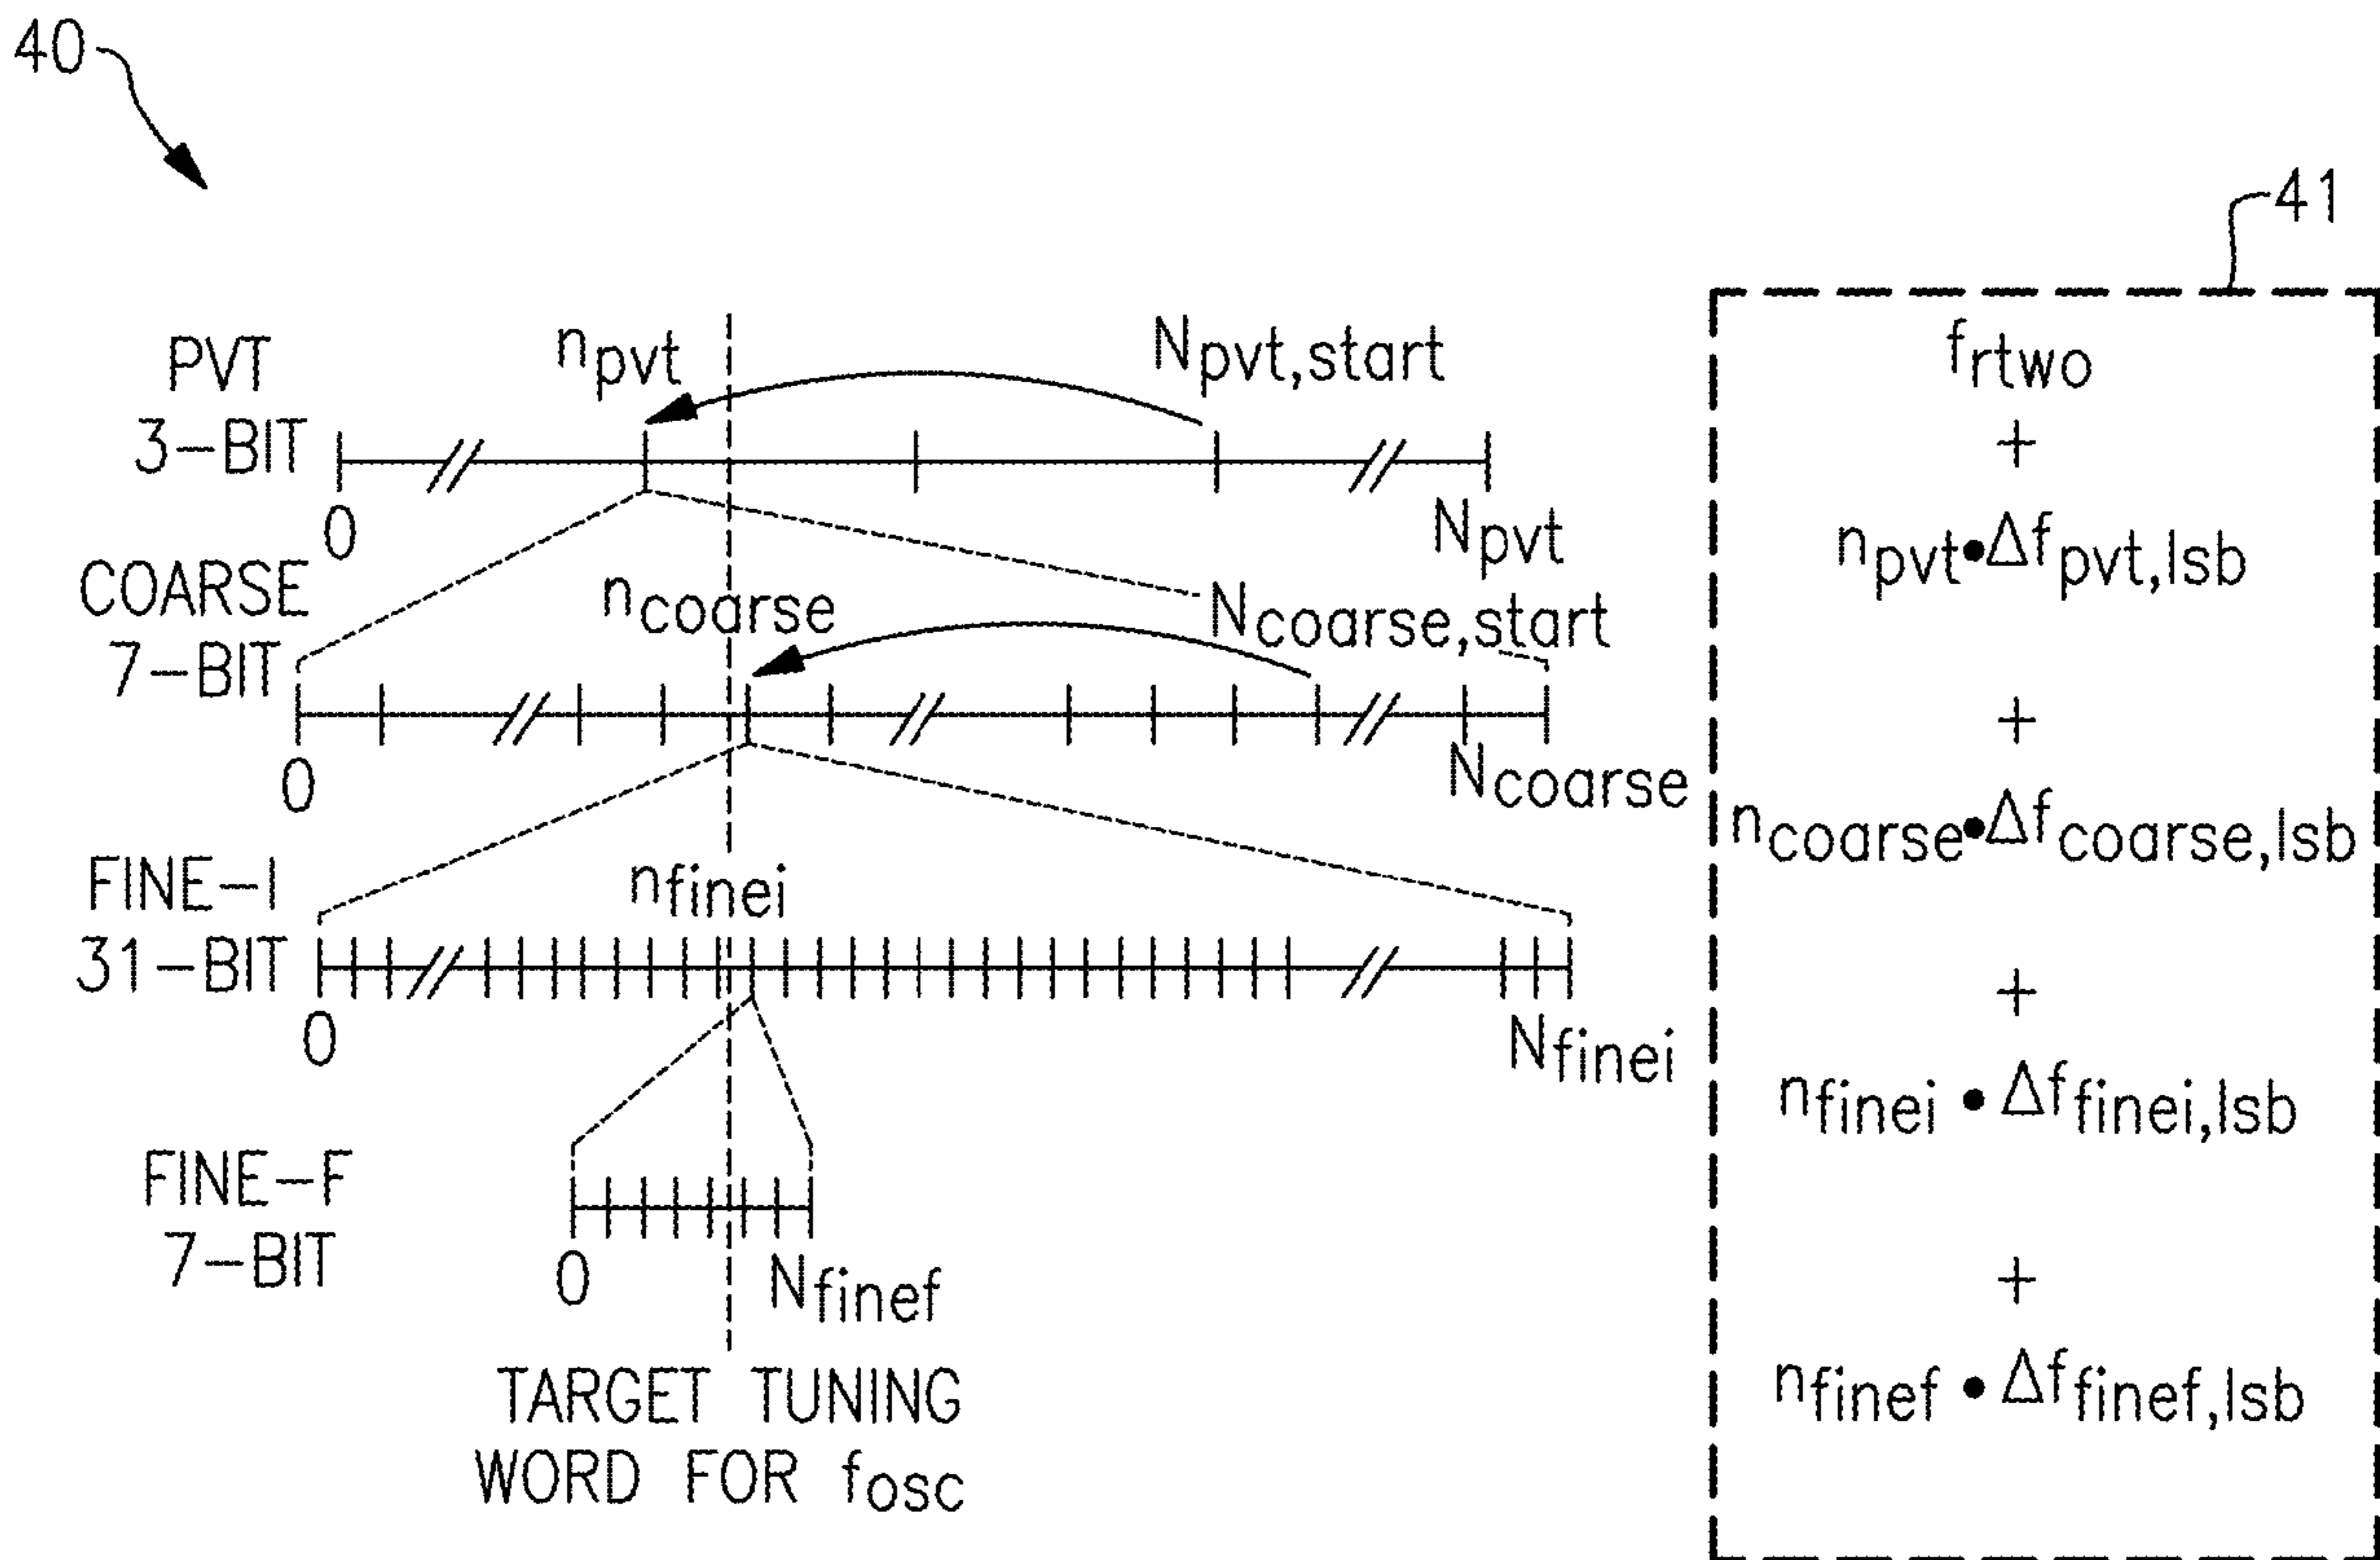 40
41
PVT
3-BIT
npvt
Npvt,start
0
Npvt
COARSE
7-BIT
ncoarse
Ncoarse,start
0
Ncoarse
FINE-I
31-BIT
nfinei
0
Nfinei
FINE-F
7-BIT
0
Nfinef
TARGET TUNING
WORD FOR fosc
frtwo
+
npvt•Δfpvt,lsb
+
ncoarse•Δfcoarse,lsb
+
nfinei • Δffinei,lsb
+
nfinef • Δffinef,lsb